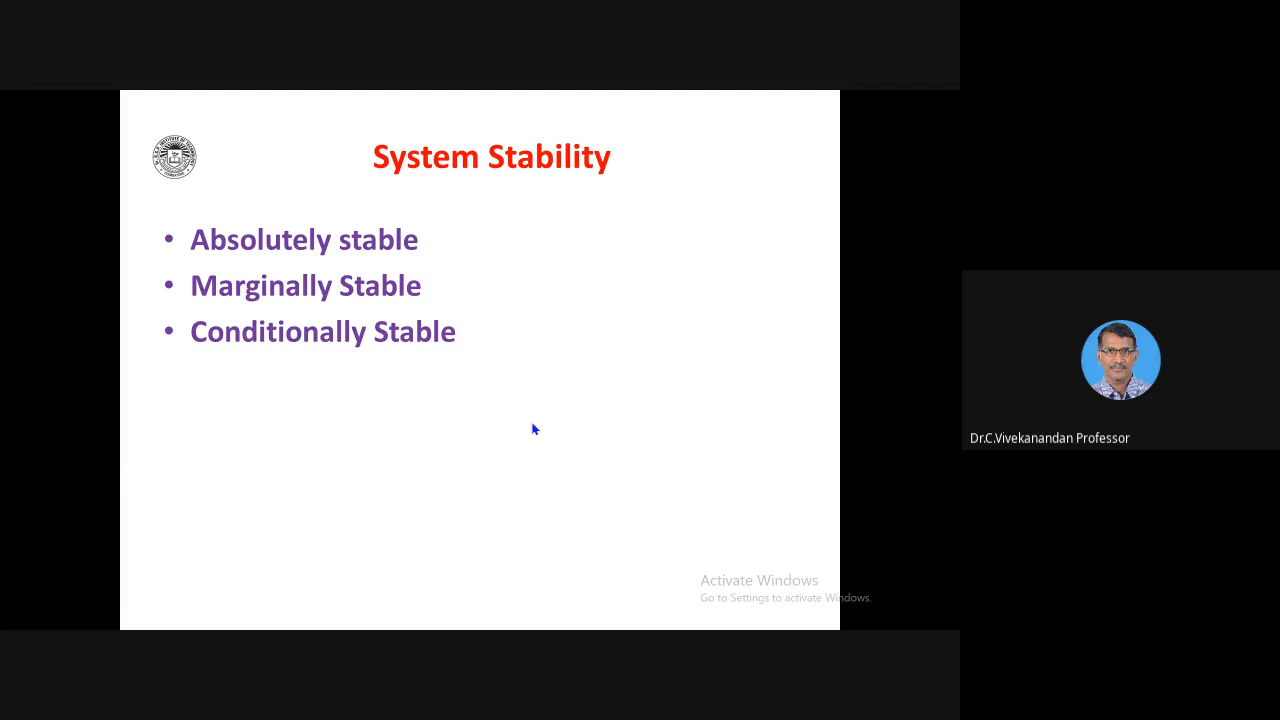 System Stability
• Absolutely stable
• Marginally Stable
• Conditionally Stable
Dr.C.Vivekanandan Professor
Activate Windows
Go to Settings to activate Windows.